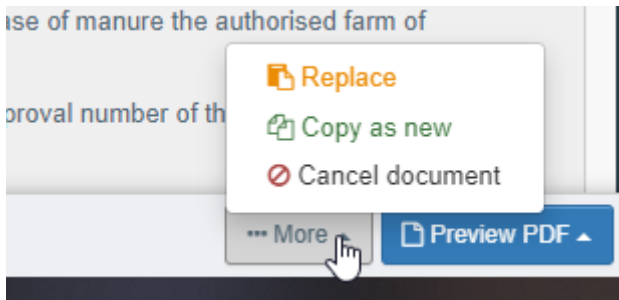 ase of manure the authorised farm of
Replace
proval number of th
Copy as new
Cancel document
••• More
Preview PDF